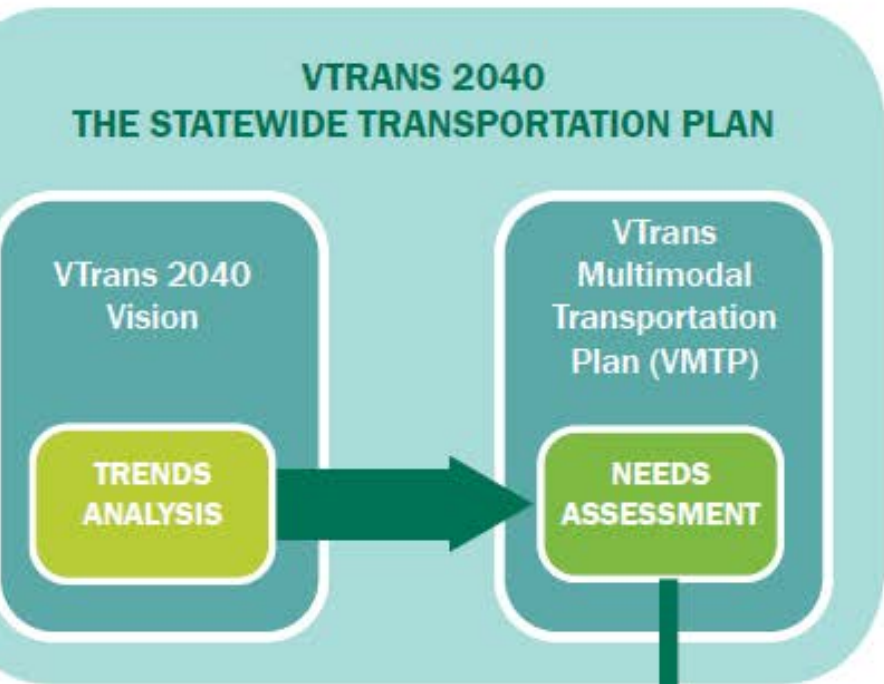 VTRANS 2040
THE STATEWIDE TRANSPORTATION PLAN
VTrans 2040
Vision
TRENDS
ANALYSIS
VTrans
Multimodal
Transportation
Plan (VMTP)
NEEDS
ASSESSMENT